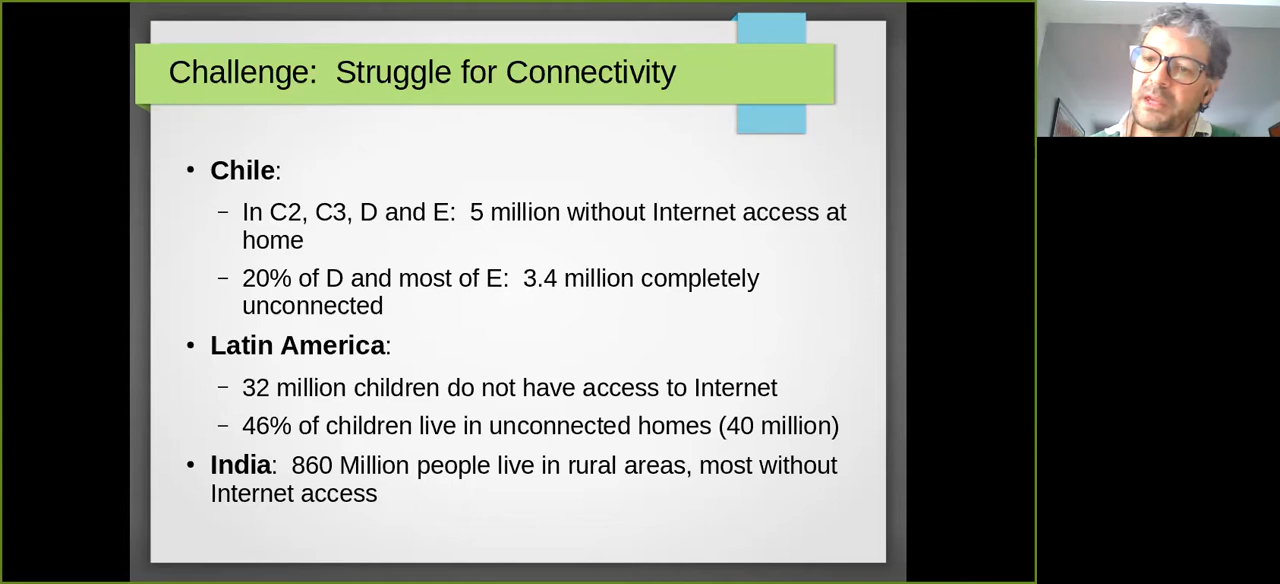 Challenge: Struggle for Connectivity
• Chile:
– In C2, C3, D and E: 5 million without Internet access at
home
– 20% of D and most of E: 3.4 million completely
unconnected
• Latin America:
– 32 million children do not have access to Internet
– 46% of children live in unconnected homes (40 million)
• India: 860 Million people live in rural areas, most without
Internet access